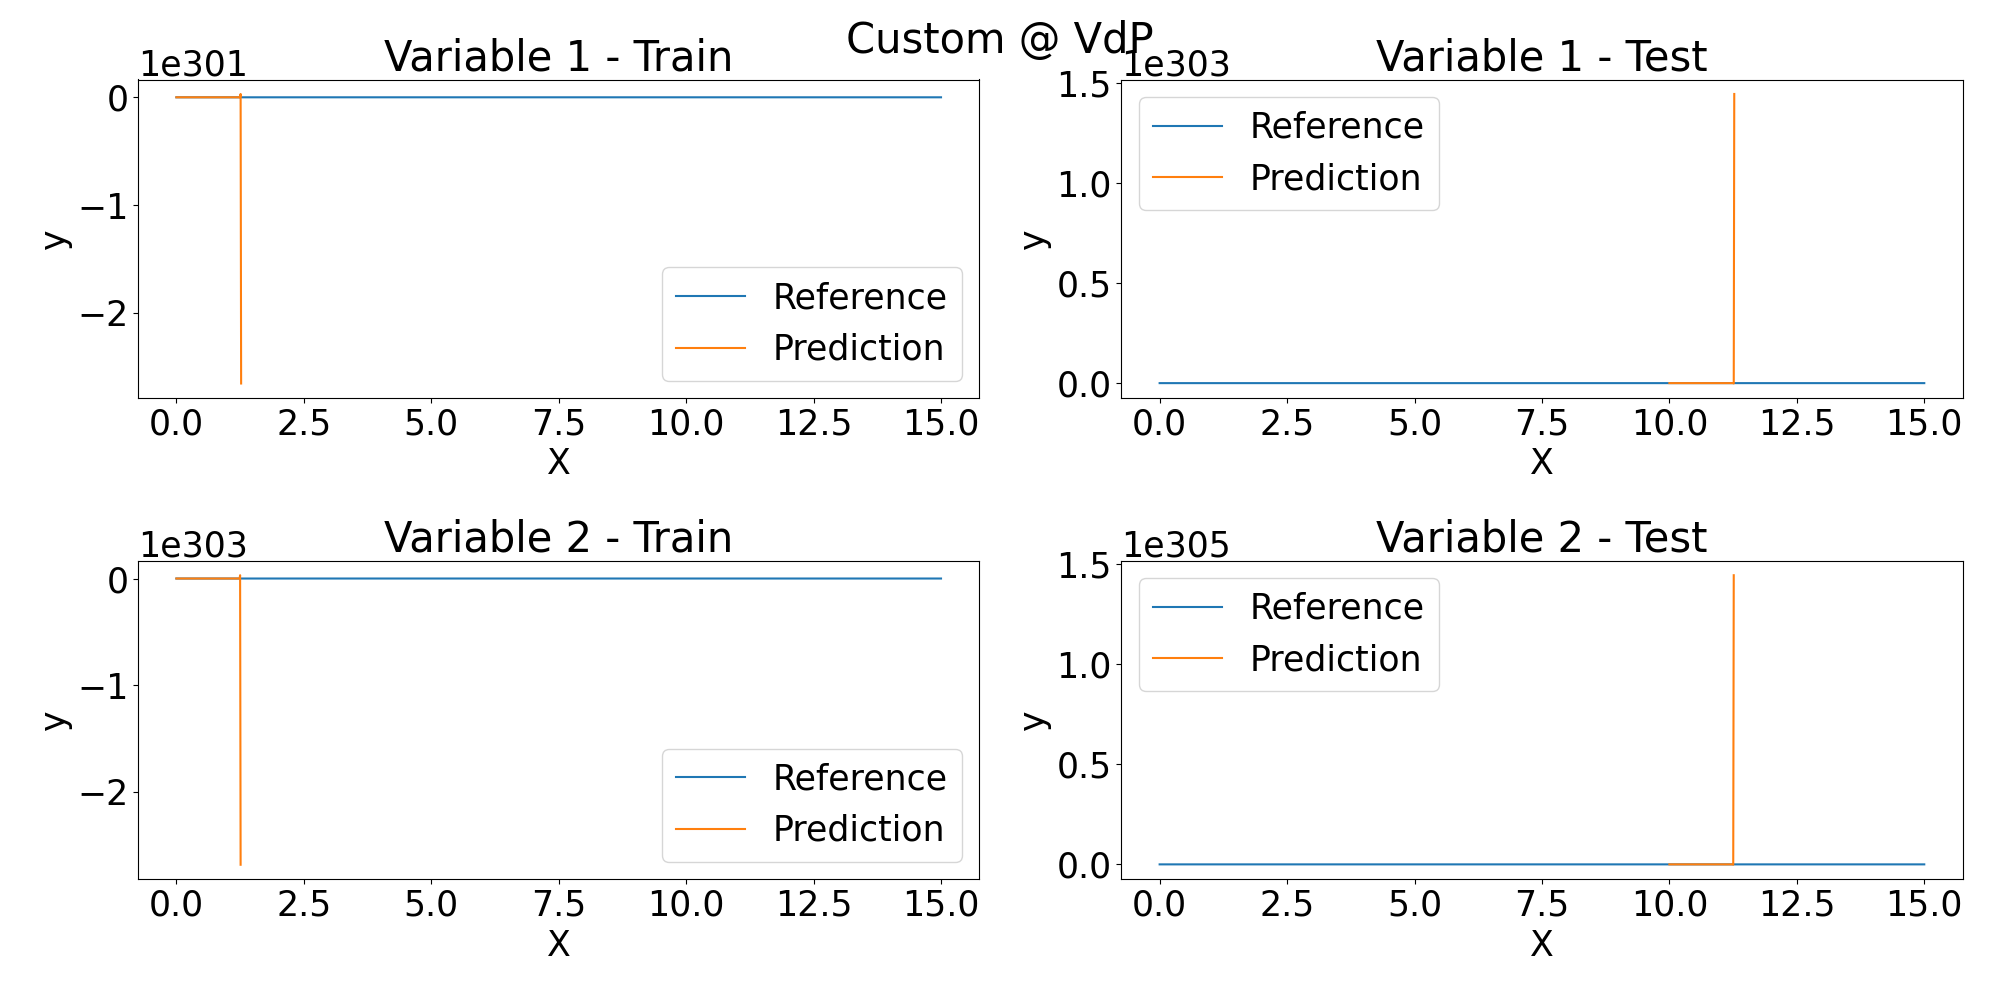 Custom @ VdP
Variable 1 - Train
1e301
0
−1
−2
y
Reference
Prediction
0.0 2.5 5.0 7.5 10.0 12.5 15.0
X
Variable 1 - Test
1e303
1.5
1.0
0.5
0.0
y
Reference
Prediction
0.0 2.5 5.0 7.5 10.0 12.5 15.0
X
Variable 2 - Train
1e303
0
−1
−2
y
Reference
Prediction
0.0 2.5 5.0 7.5 10.0 12.5 15.0
X
Variable 2 - Test
1e305
1.5
1.0
0.5
0.0
y
Reference
Prediction
0.0 2.5 5.0 7.5 10.0 12.5 15.0
X